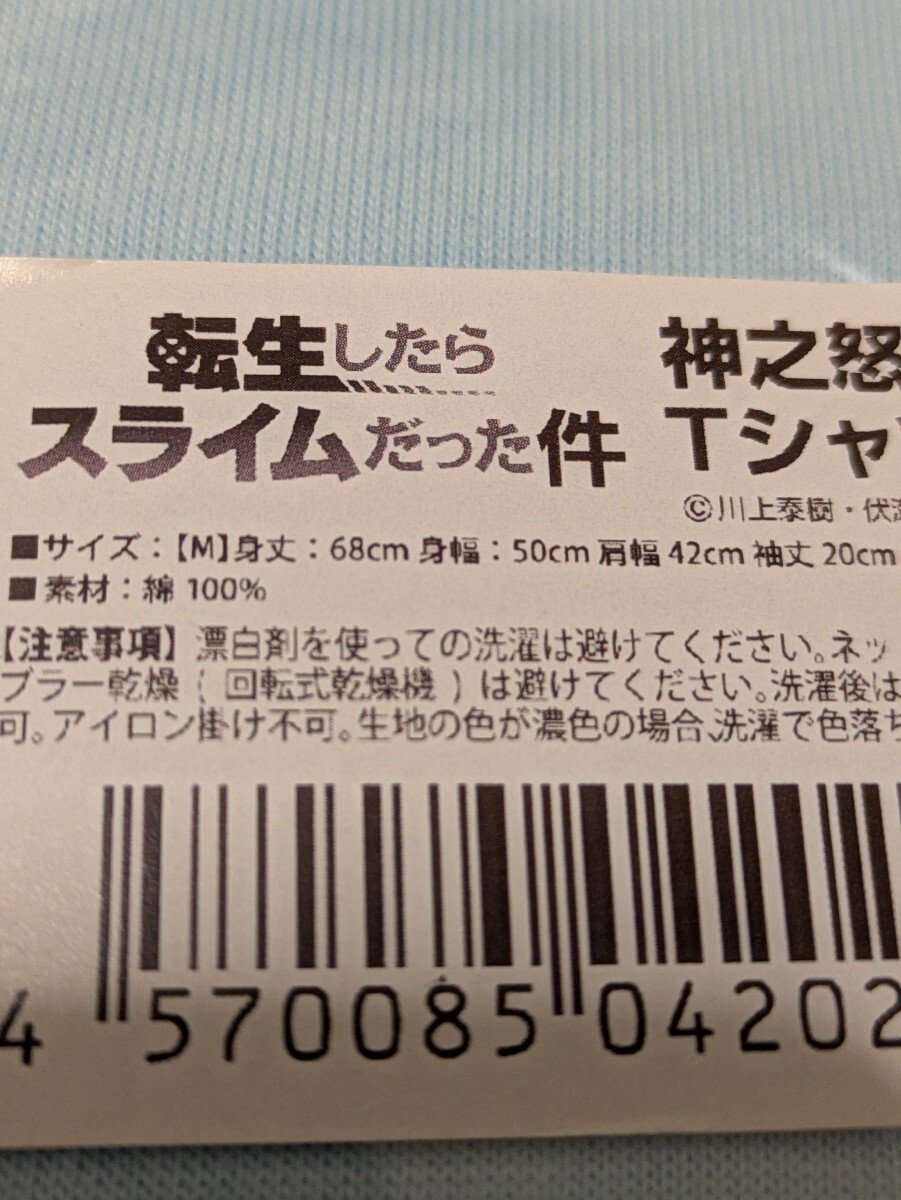 転生したら
スライムだった件
神之怒
Tシャ
©川上泰樹・伏
■サイズ：【M】身丈：68cm 身幅：50cm 肩幅 42cm 袖丈 20cm
■素材：綿 100%
【注意事項】漂白剤を使っての洗濯は避けてください。ネッ
ブラー乾燥(回転式乾燥機)は避けてください。洗濯後は
可。アイロン掛け不可。生地の色が濃色の場合、洗濯で色落ち
4 570085 04202